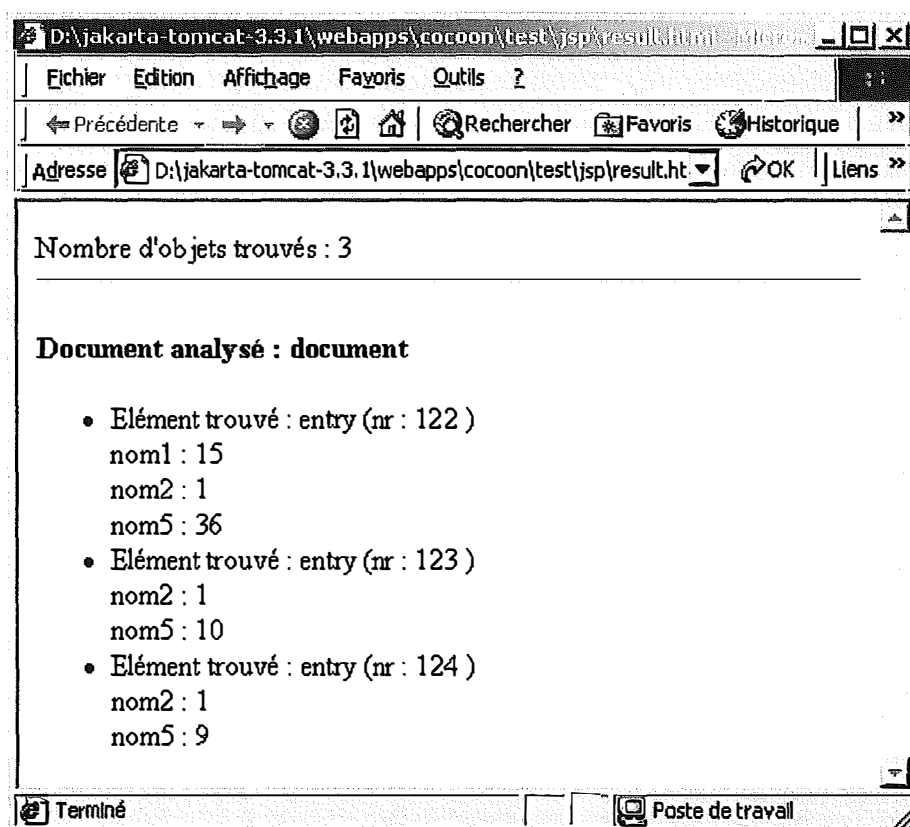 D:\jakarta-tomcat-3.3.1\webapps\cocoon\test\jsp\result.html
Fichier Edition Affichage Favoris Outils ?
Précédente Rechercher Favoris Historique »
Adresse D:\jakarta-tomcat-3.3.1\webapps\cocoon\test\jsp\result.ht OK Liens »
Nombre d'objets trouvés : 3
Document analysé : document
• Elément trouvé : entry (nr : 122 )
nom1 : 15
nom2 : 1
nom5 : 36
• Elément trouvé : entry (nr : 123 )
nom2 : 1
nom5 : 10
• Elément trouvé : entry (nr : 124 )
nom2 : 1
nom5 : 9
Terminé Poste de travail